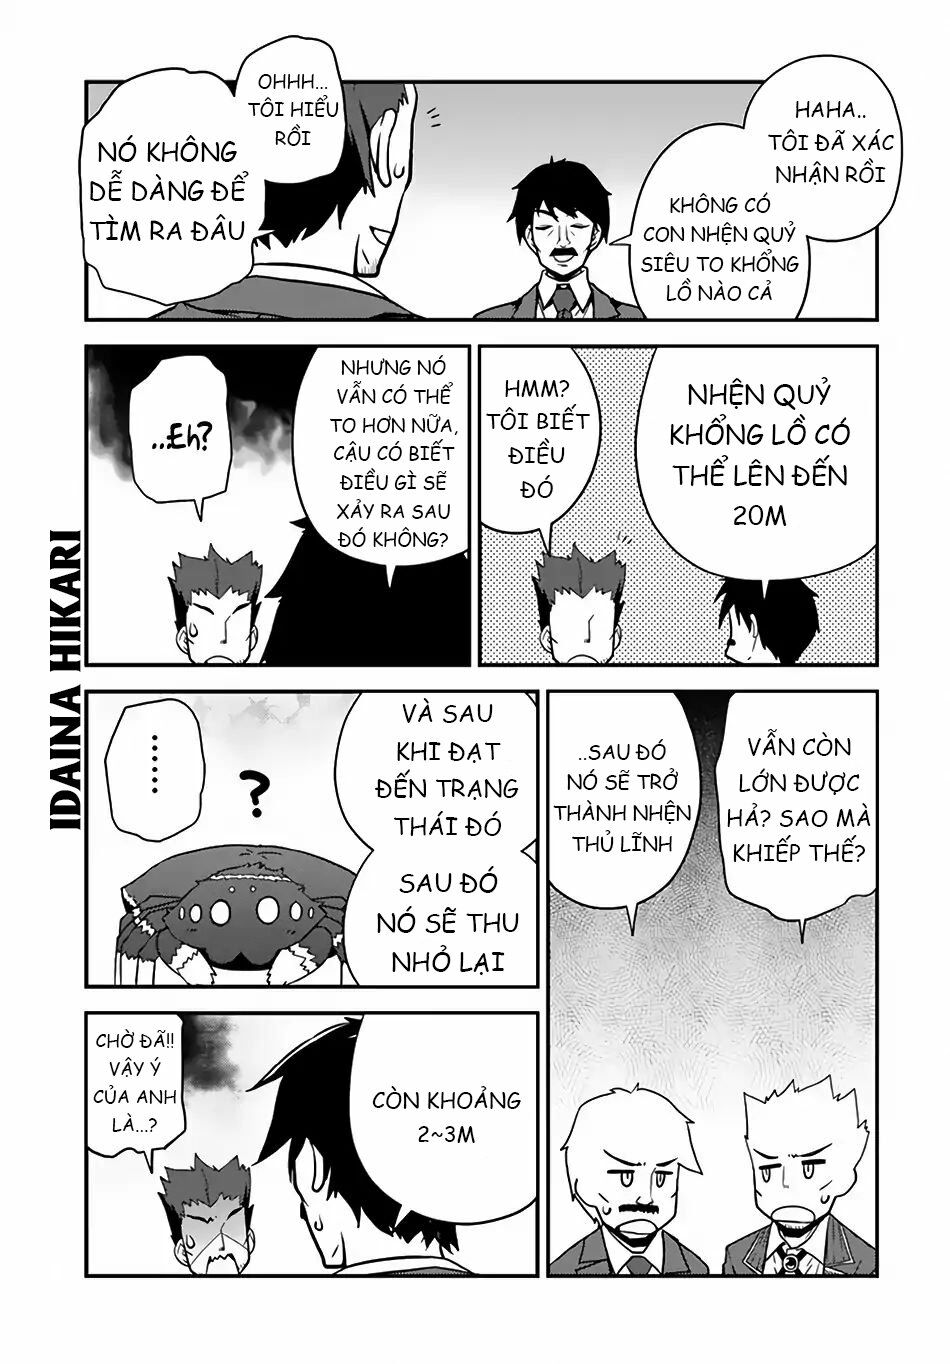 HAHA..
TÔI ĐÃ XÁC
NHẬN RỒI
KHÔNG CÓ
CON NHỆN QUỶ
SIÊU TO KHỔNG
LỒ NÀO CẢ
OHHH...
TÔI HIỂU
RỒI
NÓ KHÔNG
DỄ DÀNG ĐỂ
TÌM RA ĐÂU
NHỆN QUỶ
KHỔNG LỒ CÓ
THỂ LÊN ĐẾN
20M
HMM?
TÔI BIẾT
ĐIỀU
ĐÓ
NHƯNG NÓ
VẪN CÓ THỂ
TO HƠN NỮA,
CẬU CÓ BIẾT
ĐIỀU GÌ SẼ
XẢY RA SAU
ĐÓ KHÔNG?
..Eh?
IDAINA HIKARI
VẪN CÒN
LỚN ĐƯỢC
HẢ? SAO MÀ
KHIẾP THẾ?
..SAU ĐÓ
NÓ SẼ TRỞ
THÀNH NHỆN
THỦ LĨNH
VÀ SAU
KHI ĐẠT
ĐẾN TRẠNG
THÁI ĐÓ
SAU ĐÓ
NÓ SẼ THU
NHỎ LẠI
......
?
CÒN KHOẢNG
2~3M
CHỜ ĐÃ!!
VẬY Ý
CỦA ANH
LÀ...?